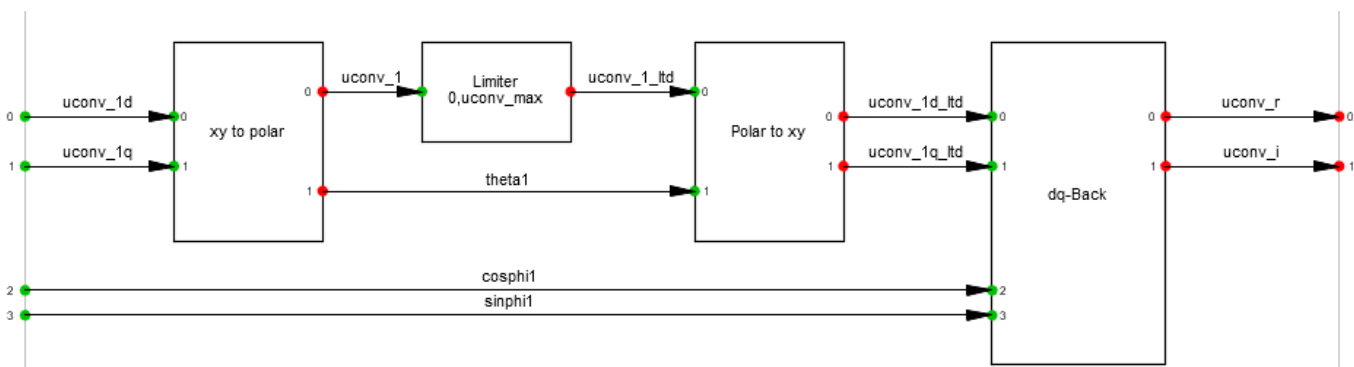 uconv_1
uconv_1_ltd
Limiter
0,uconv_max
0
0
uconv_1d
uconv_1d_ltd
uconv_r
0
0
0
0
0
0
xy to polar
Polar to xy
uconv_1q
uconv_1q_ltd
uconv_i
1
1
1
1
1
1
theta1
1
1
dq-Back
cosphi1
2
2
sinphi1
3
3